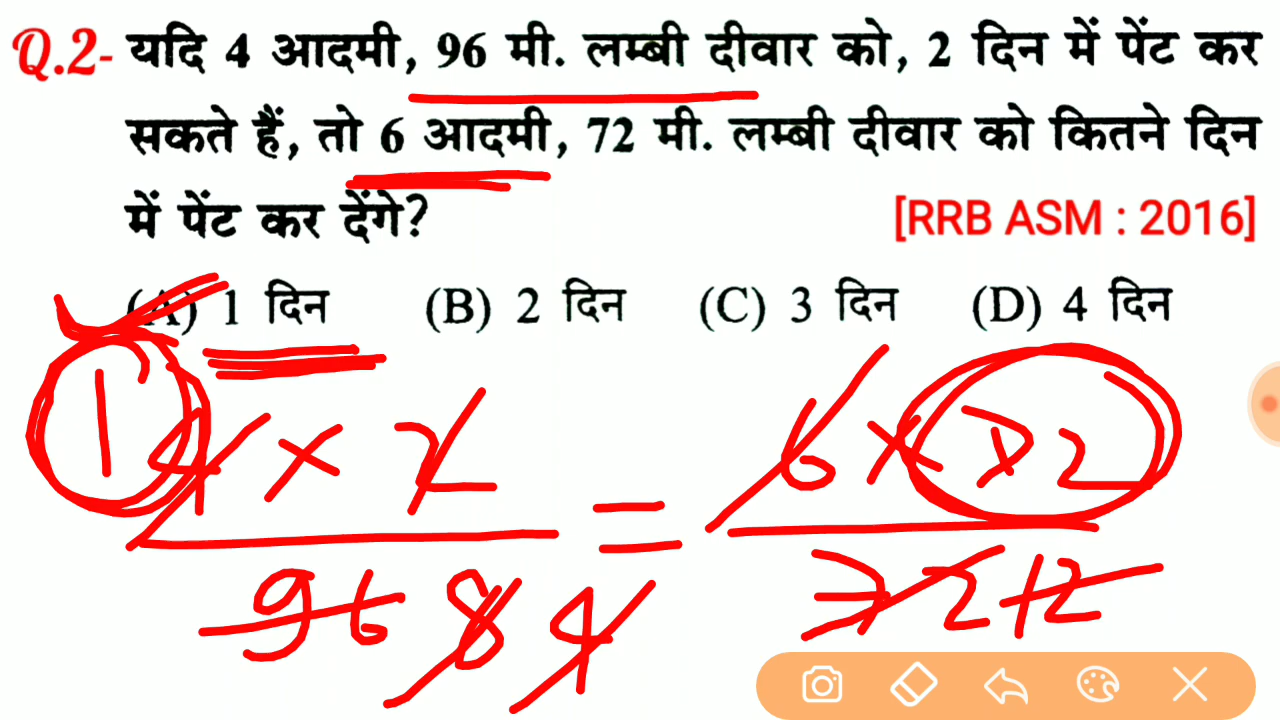 Q.2- यदि 4 आदमी, 96 मी. लम्बी दीवार को, 2 दिन में पेंट कर
सकते हैं, तो 6 आदमी, 72 मी. लम्बी दीवार को कितने दिन
में पेंट कर देंगे?
[RRB ASM : 2016]
(A) 1 दिन (B) 2 दिन (C) 3 दिन (D) 4 दिन
1 4 × 2 = 6 ×
96 8 4 72 12